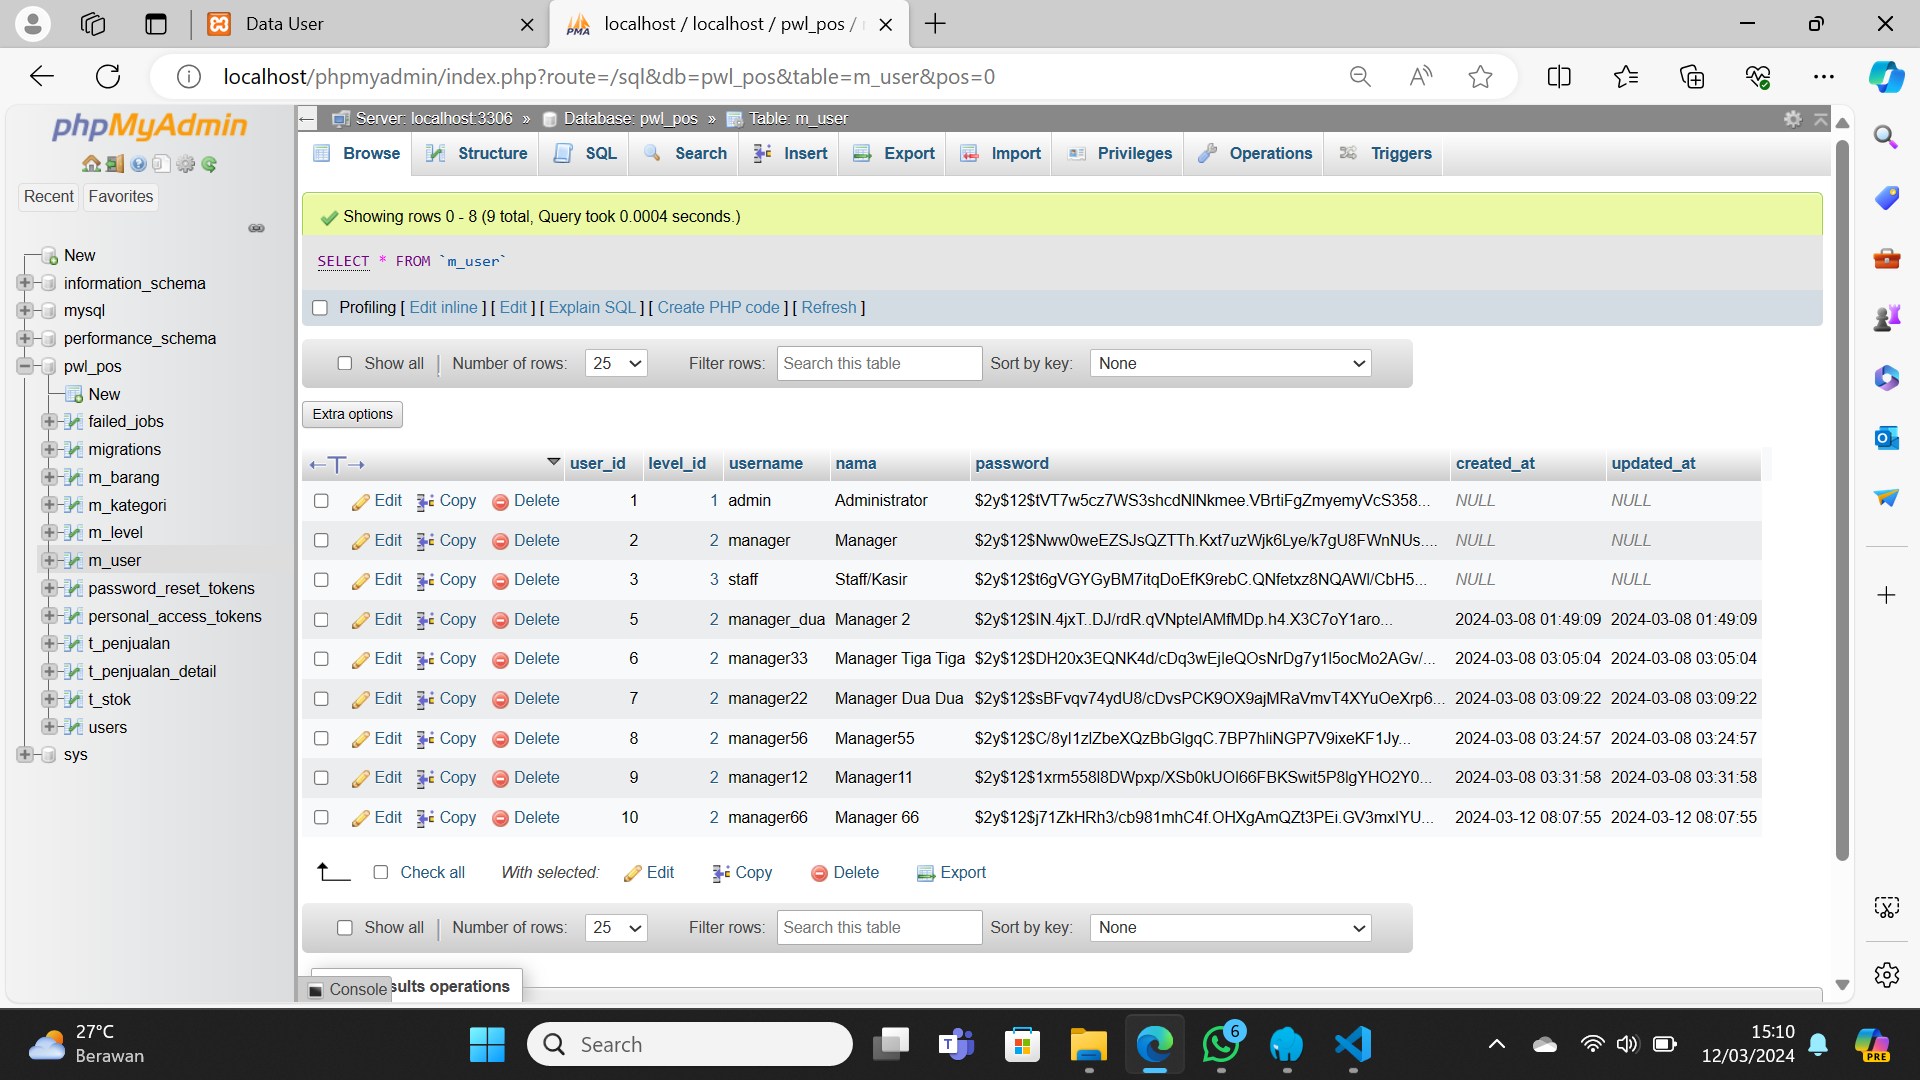 Data User
localhost / localhost / pwl_pos /
localhost/phpmyadmin/index.php?route=/sql&db=pwl_pos&table=m_user&pos=0
phpMyAdmin
Recent Favorites
New
information_schema
mysql
performance_schema
pwl_pos
New
failed_jobs
migrations
m_barang
m_kategori
m_level
m_user
password_reset_tokens
personal_access_tokens
t_penjualan
t_penjualan_detail
t_stok
users
sys
Server: localhost:3306 » Database: pwl_pos » Table: m_user
Browse Structure SQL Search Insert Export Import Privileges Operations Triggers
Showing rows 0 - 8 (9 total, Query took 0.0004 seconds.)
SELECT * FROM `m_user`
Profiling [ Edit inline ] [ Edit ] [ Explain SQL ] [ Create PHP code ] [ Refresh ]
Show all Number of rows: 25 Filter rows: Search this table Sort by key: None
Extra options
user_id level_id username nama password created_at updated_at
Edit Copy Delete 1 1 admin Administrator $2y$12$tVT7w5cz7WS3shcdNlNkmee.VBrtiFgZmyemyVcS358... NULL NULL
Edit Copy Delete 2 2 manager Manager $2y$12$Nww0weEZSJsQZTTh.Kxt7uzWjk6Lye/k7gU8FWnNUs.... NULL NULL
Edit Copy Delete 3 3 staff Staff/Kasir $2y$12$t6gVGYGyBM7itqDoEfK9rebC.QNfetxz8NQAWl/CbH5... NULL NULL
Edit Copy Delete 5 2 manager_dua Manager 2 $2y$12$IN.4jxT..DJ/rdR.qVNptelAMfMDp.h4.X3C7oY1aro... 2024-03-08 01:49:09 2024-03-08 01:49:09
Edit Copy Delete 6 2 manager33 Manager Tiga Tiga $2y$12$DH20x3EQNK4d/cDq3wEjleQOsNrDg7y1l5ocMo2AGv/... 2024-03-08 03:05:04 2024-03-08 03:05:04
Edit Copy Delete 7 2 manager22 Manager Dua Dua $2y$12$sBFvqv74ydU8/cDvsPCK9OX9ajMRaVmvT4XYuOeXrp6... 2024-03-08 03:09:22 2024-03-08 03:09:22
Edit Copy Delete 8 2 manager56 Manager55 $2y$12$C/8yl1zlZbeXQzBbGlgqC.7BP7hliNGP7V9ixeKF1Jy... 2024-03-08 03:24:57 2024-03-08 03:24:57
Edit Copy Delete 9 2 manager12 Manager11 $2y$12$1xrm558l8DWpxp/XSb0kUOl66FBKSwit5P8lgYHO2Y0... 2024-03-08 03:31:58 2024-03-08 03:31:58
Edit Copy Delete 10 2 manager66 Manager 66 $2y$12$j71ZkHRh3/cb981mhC4f.OHXgAmQZt3PEi.GV3mxlYU... 2024-03-12 08:07:55 2024-03-12 08:07:55
Check all With selected: Edit Copy Delete Export
Show all Number of rows: 25 Filter rows: Search this table Sort by key: None
Console sults operations
27°C
Berawan
Search
6
15:10
12/03/2024
PRE